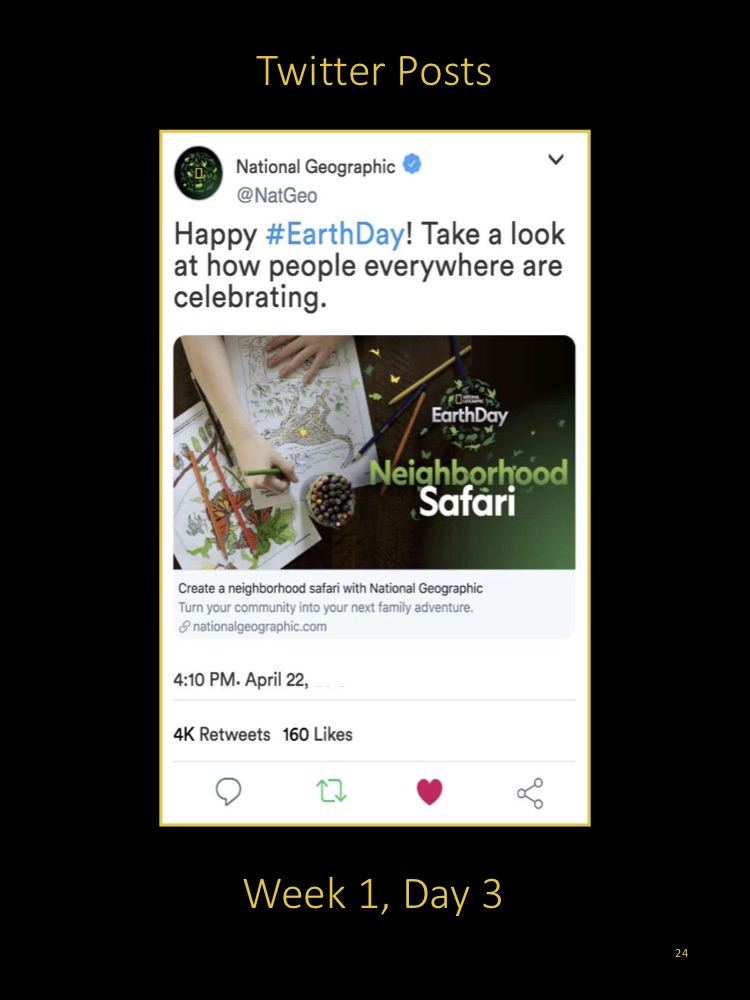 Twitter Posts
National Geographic
@NatGeo
Happy #EarthDay! Take a look
at how people everywhere are
celebrating.
NATIONAL
GEOGRAPHIC
EarthDay
Neighborhood
Safari
Create a neighborhood safari with National Geographic
Turn your community into your next family adventure.
nationalgeographic.com
4:10 PM. April 22,
4K Retweets 160 Likes
Week 1, Day 3
24